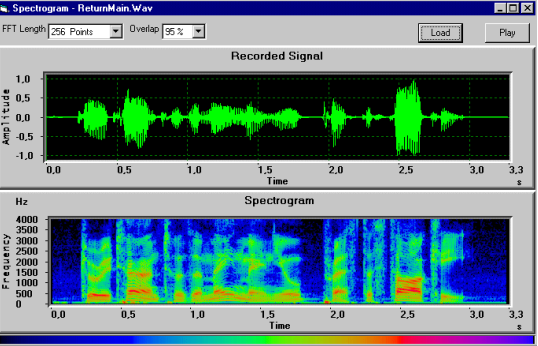 Spectrogram - ReturnMain.Wav
FFT Length 256 Points Overlap 95 % Load Play
Recorded Signal
Amplitude
1,0
0,5
0,0
-0,5
-1,0
0,0 0,5 1,0 1,5 2,0 2,5 3,0 3,3
Time s
Hz Spectrogram
Frequency
4000
3500
3000
2500
2000
1500
1000
500
0
0,0 0,5 1,0 1,5 2,0 2,5 3,0 3,3
Time s